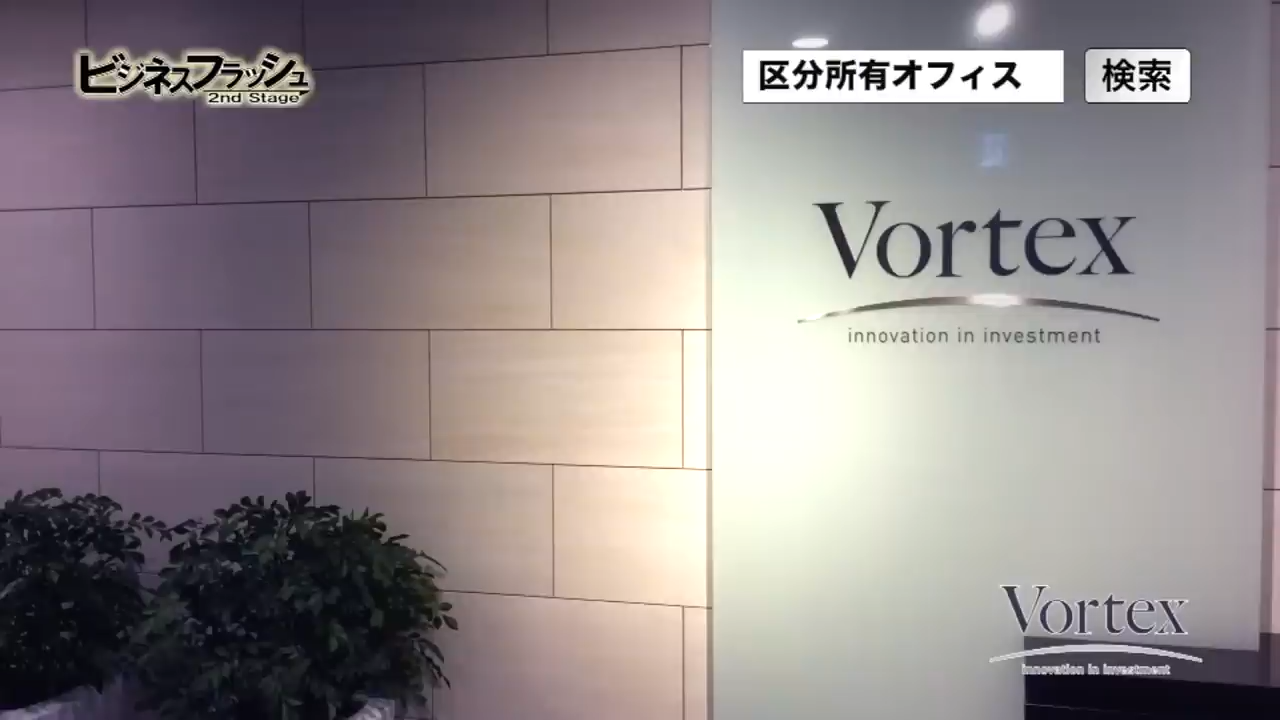 ビジネスフラッシュ
2nd Stage
区分所有オフィス 検索
Vortex
innovation in investment
Vortex
innovation in investment